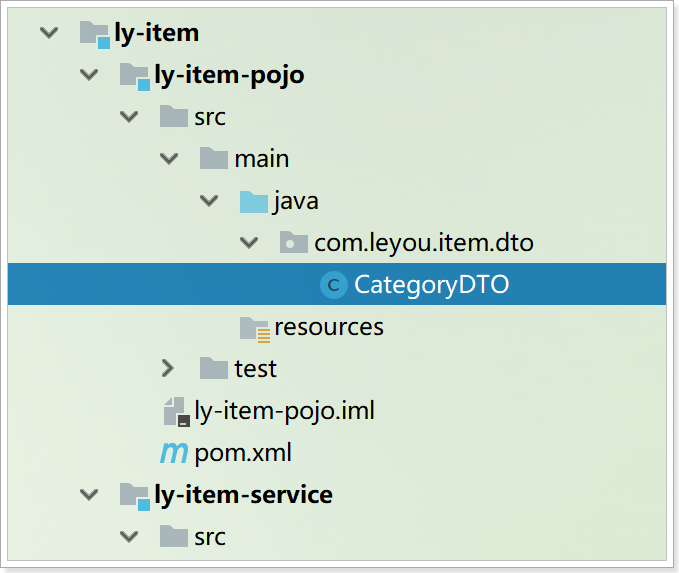 ly-item
ly-item-pojo
src
main
java
com.leyou.item.dto
C CategoryDTO
resources
test
ly-item-pojo.iml
m pom.xml
ly-item-service
src